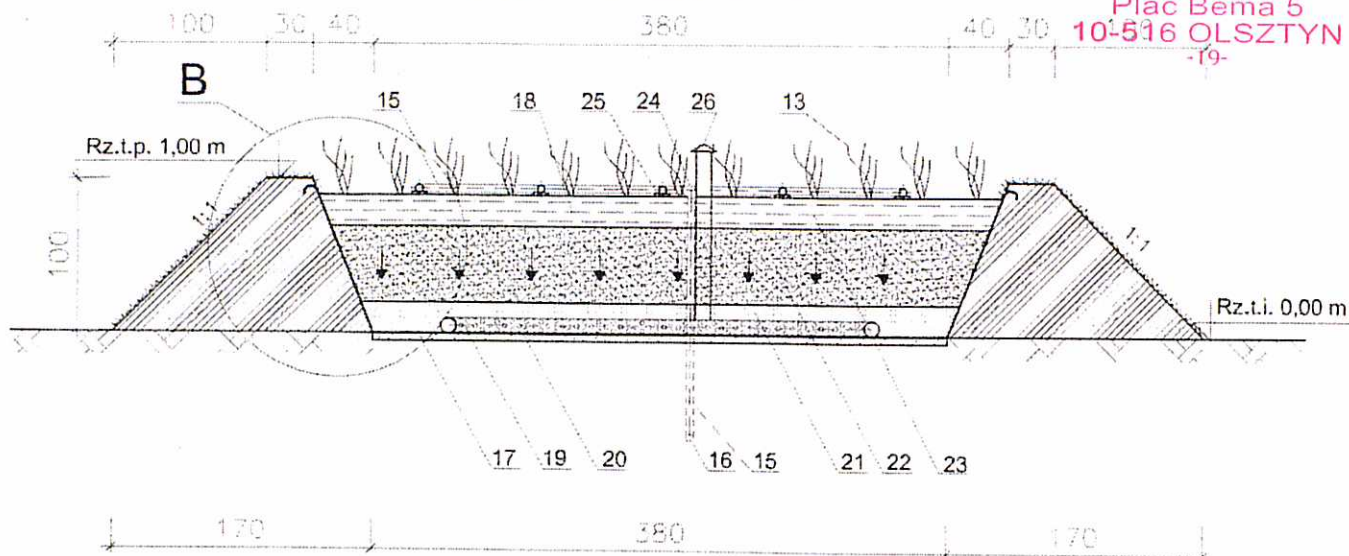 Plac Bema 5
10-516 OLSZTYN
-19-
100 30 40 380 40 30 100
B
15 18 25 24 26 13
Rz.t.p. 1,00 m
1:1
100
1:1
Rz.t.i. 0,00 m
17 19 20 16 15 21 22 23
170 380 170